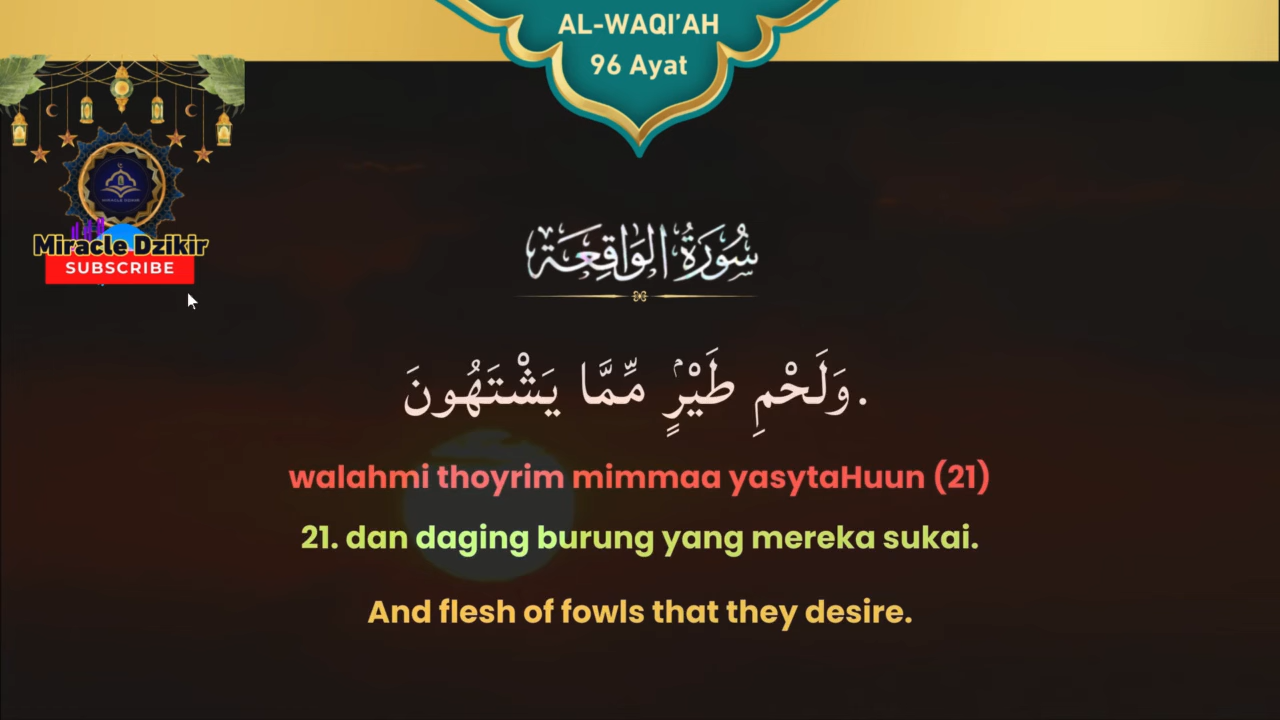 AL-WAQI'AH
96 Ayat
Miracle Dzikir
SUBSCRIBE
سُورَةُ الوَاقِعَة
وَلَحْمِ طَيْرٍۢ مِّمَّا يَشْتَهُونَ.
walahmi thoyrim mimmaa yasytaHuun (21)
21. dan daging burung yang mereka sukai.
And flesh of fowls that they desire.